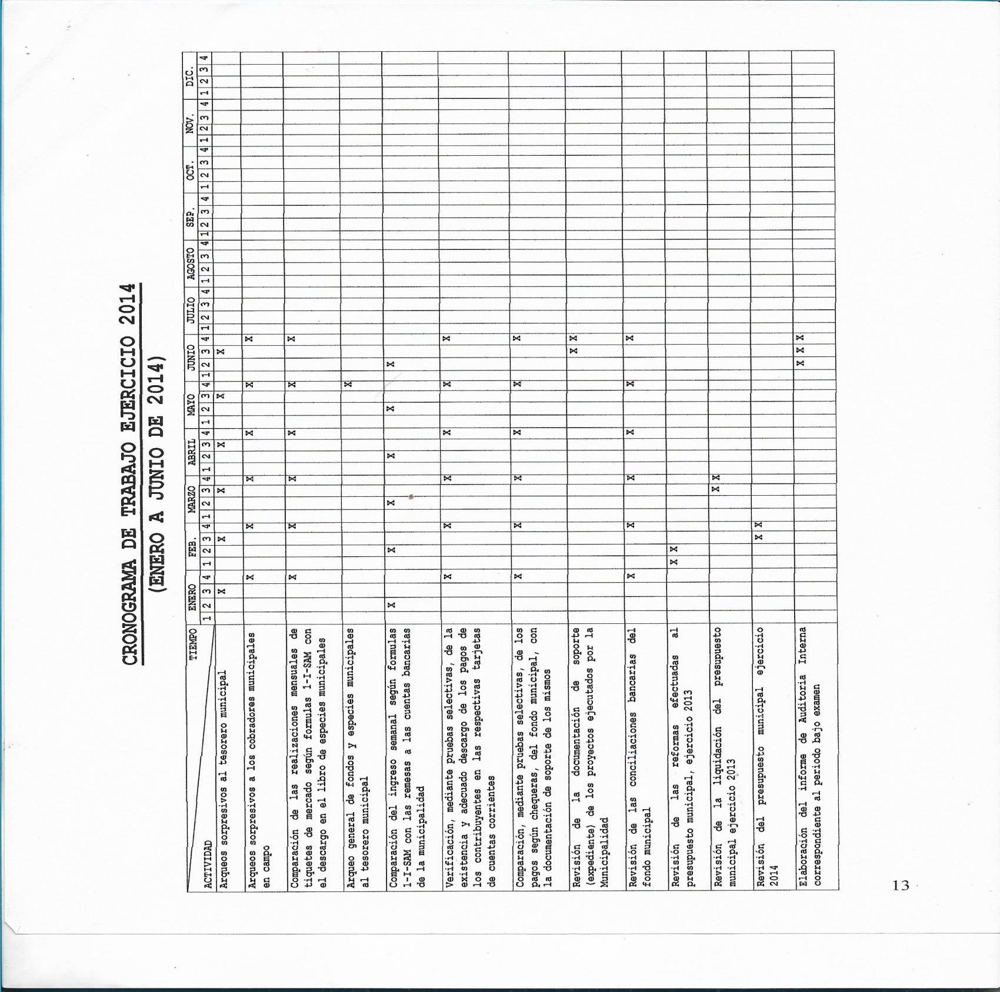 CRONOGRAMA DE TRABAJO EJERCICIO 2014
(ENERO A JUNIO DE 2014)
TIEMPO ENERO FEB. MARZO ABRIL MAYO JUNIO JULIO AGOSTO SEP. OCT. NOV. DIC.
ACTIVIDAD 1 2 3 4 1 2 3 4 1 2 3 4 1 2 3 4 1 2 3 4 1 2 3 4 1 2 3 4 1 2 3 4 1 2 3 4 1 2 3 4 1 2 3 4 1 2 3 4
Arqueos sorpresivos al tesorero municipal X X X X X X
Arqueos sorpresivos a los cobradores municipales X X X X X X
en campo
Comparación de las realizaciones mensuales de X X X X X X
tiquetes de mercado según formulas 1-I-SAM con
el descargo en el libro de especies municipales
Arqueo general de fondos y especies municipales X
al tesorero municipal
Comparación del ingreso semanal según formulas X X X X X X
1-I-SAM con las remesas a las cuentas bancarias
de la municipalidad
Verificación, mediante pruebas selectivas, de la X X X X X X
existencia y adecuado descargo de los pagos de
los contribuyentes en las respectivas tarjetas
de cuentas corrientes
Comparación, mediante pruebas selectivas, de los X X X X X X
pagos según chequeras, del fondo municipal, con
la documentación de soporte de los mismos
Revisión de la documentación de soporte X X
(expediente) de los proyectos ejecutados por la
Municipalidad
Revisión de las conciliaciones bancarias del X X X X X X
fondo municipal
Revisión de las reformas efectuadas al X X
presupuesto municipal, ejercicio 2013
Revisión de la liquidación del presupuesto X X
municipal ejercicio 2013
Revisión del presupuesto municipal ejercicio X X
2014
Elaboración del informe de Auditoria Interna X X X
correspondiente al periodo bajo examen
13